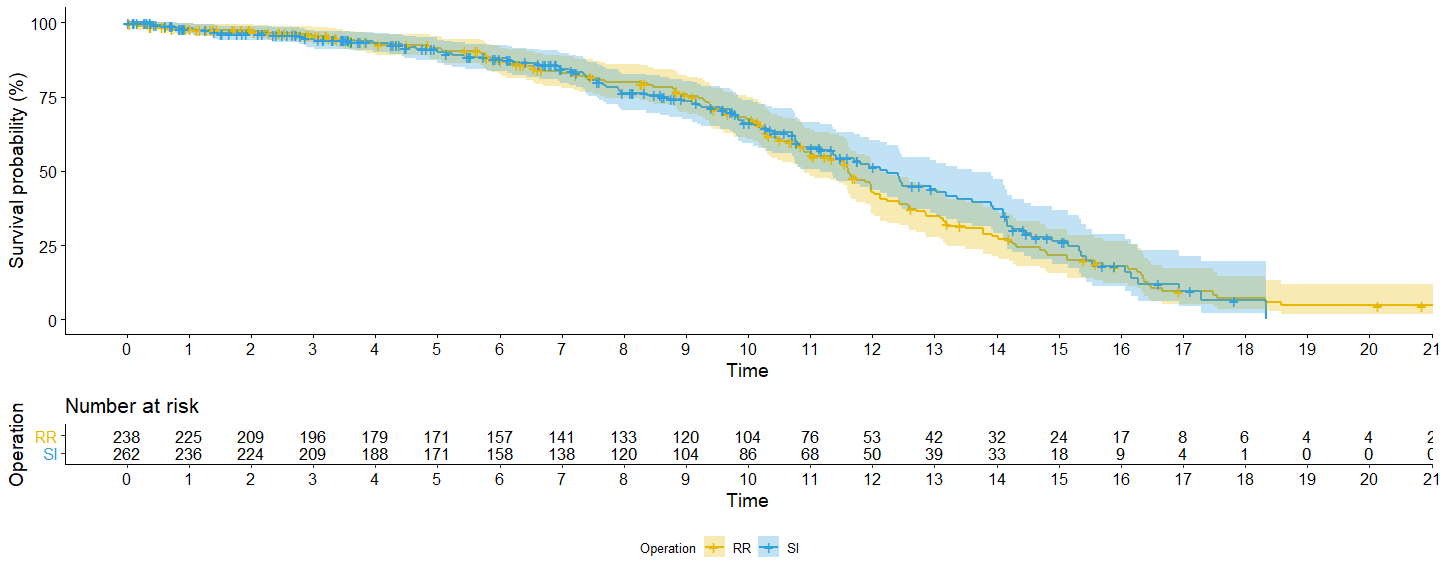 Survival probability (%)
100
75
50
25
0
0 1 2 3 4 5 6 7 8 9 10 11 12 13 14 15 16 17 18 19 20 21
Time
Number at risk
Operation
RR 238 225 209 196 179 171 157 141 133 120 104 76 53 42 32 24 17 8 6 4 4 2
SI 262 236 224 209 188 171 158 138 120 104 86 68 50 39 33 18 9 4 1 0 0 0
0 1 2 3 4 5 6 7 8 9 10 11 12 13 14 15 16 17 18 19 20 21
Time
Operation RR SI